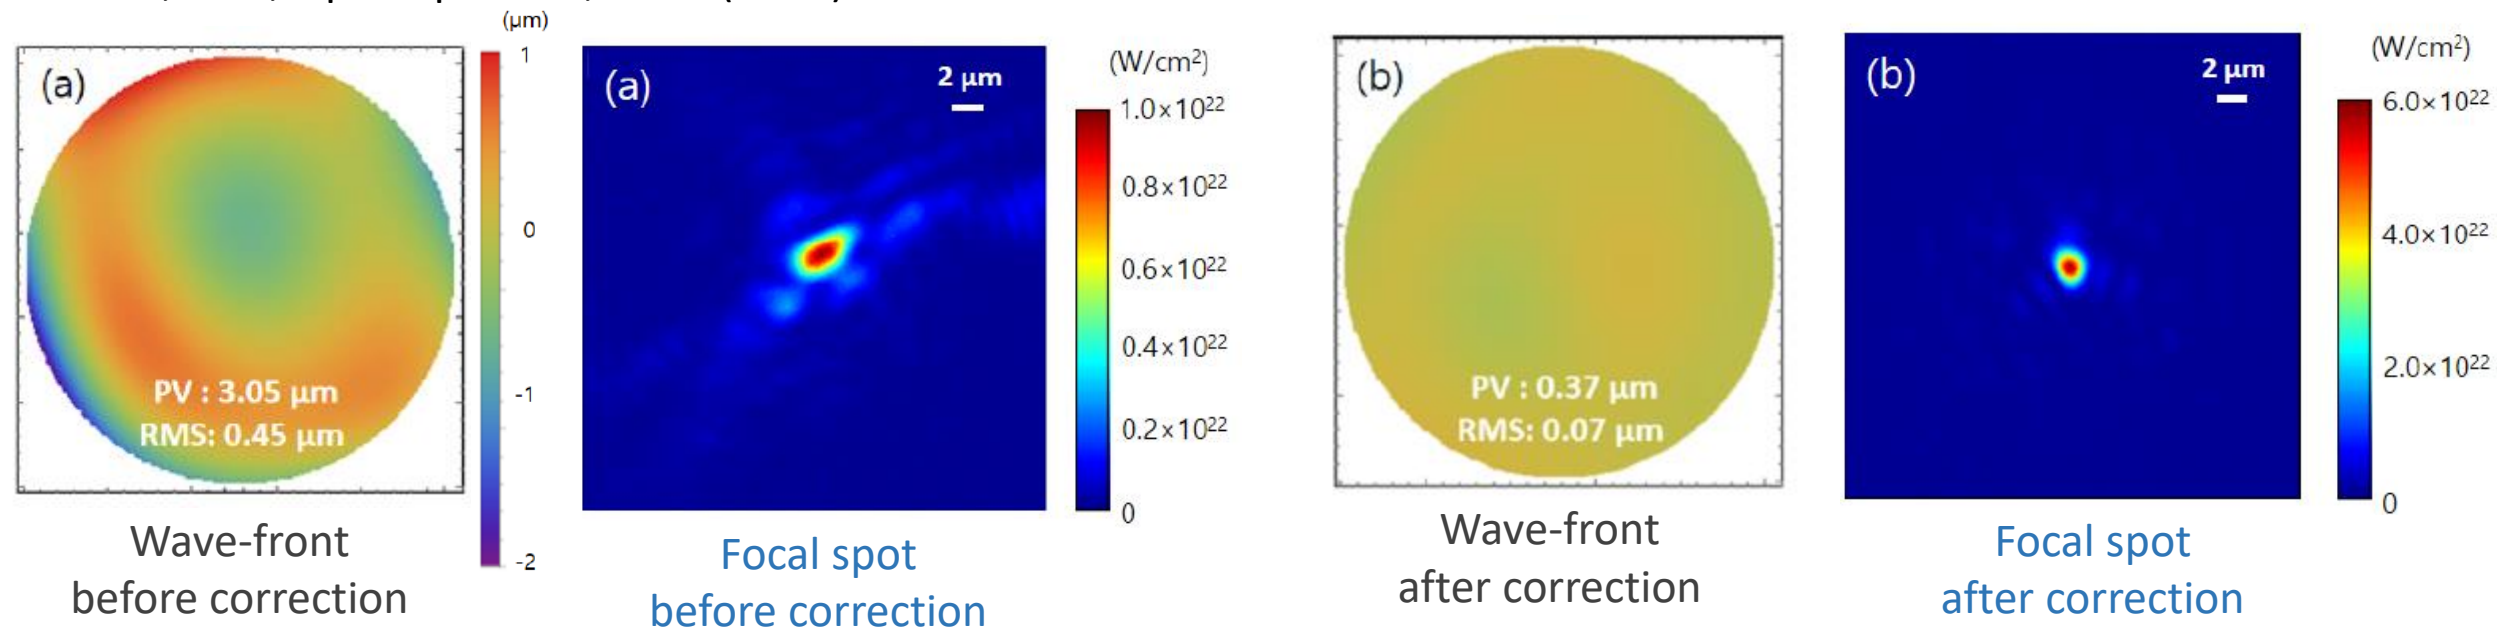 (μm)
(a)
1
0
-1
-2
PV : 3.05 μm
RMS: 0.45 μm
Wave-front
before correction
(a)
2 μm
(W/cm²)
1.0×10²²
0.8×10²²
0.6×10²²
0.4×10²²
0.2×10²²
0
Focal spot
before correction
(b)
PV : 0.37 μm
RMS: 0.07 μm
Wave-front
after correction
(b)
2 μm
(W/cm²)
6.0×10²²
4.0×10²²
2.0×10²²
0
Focal spot
after correction